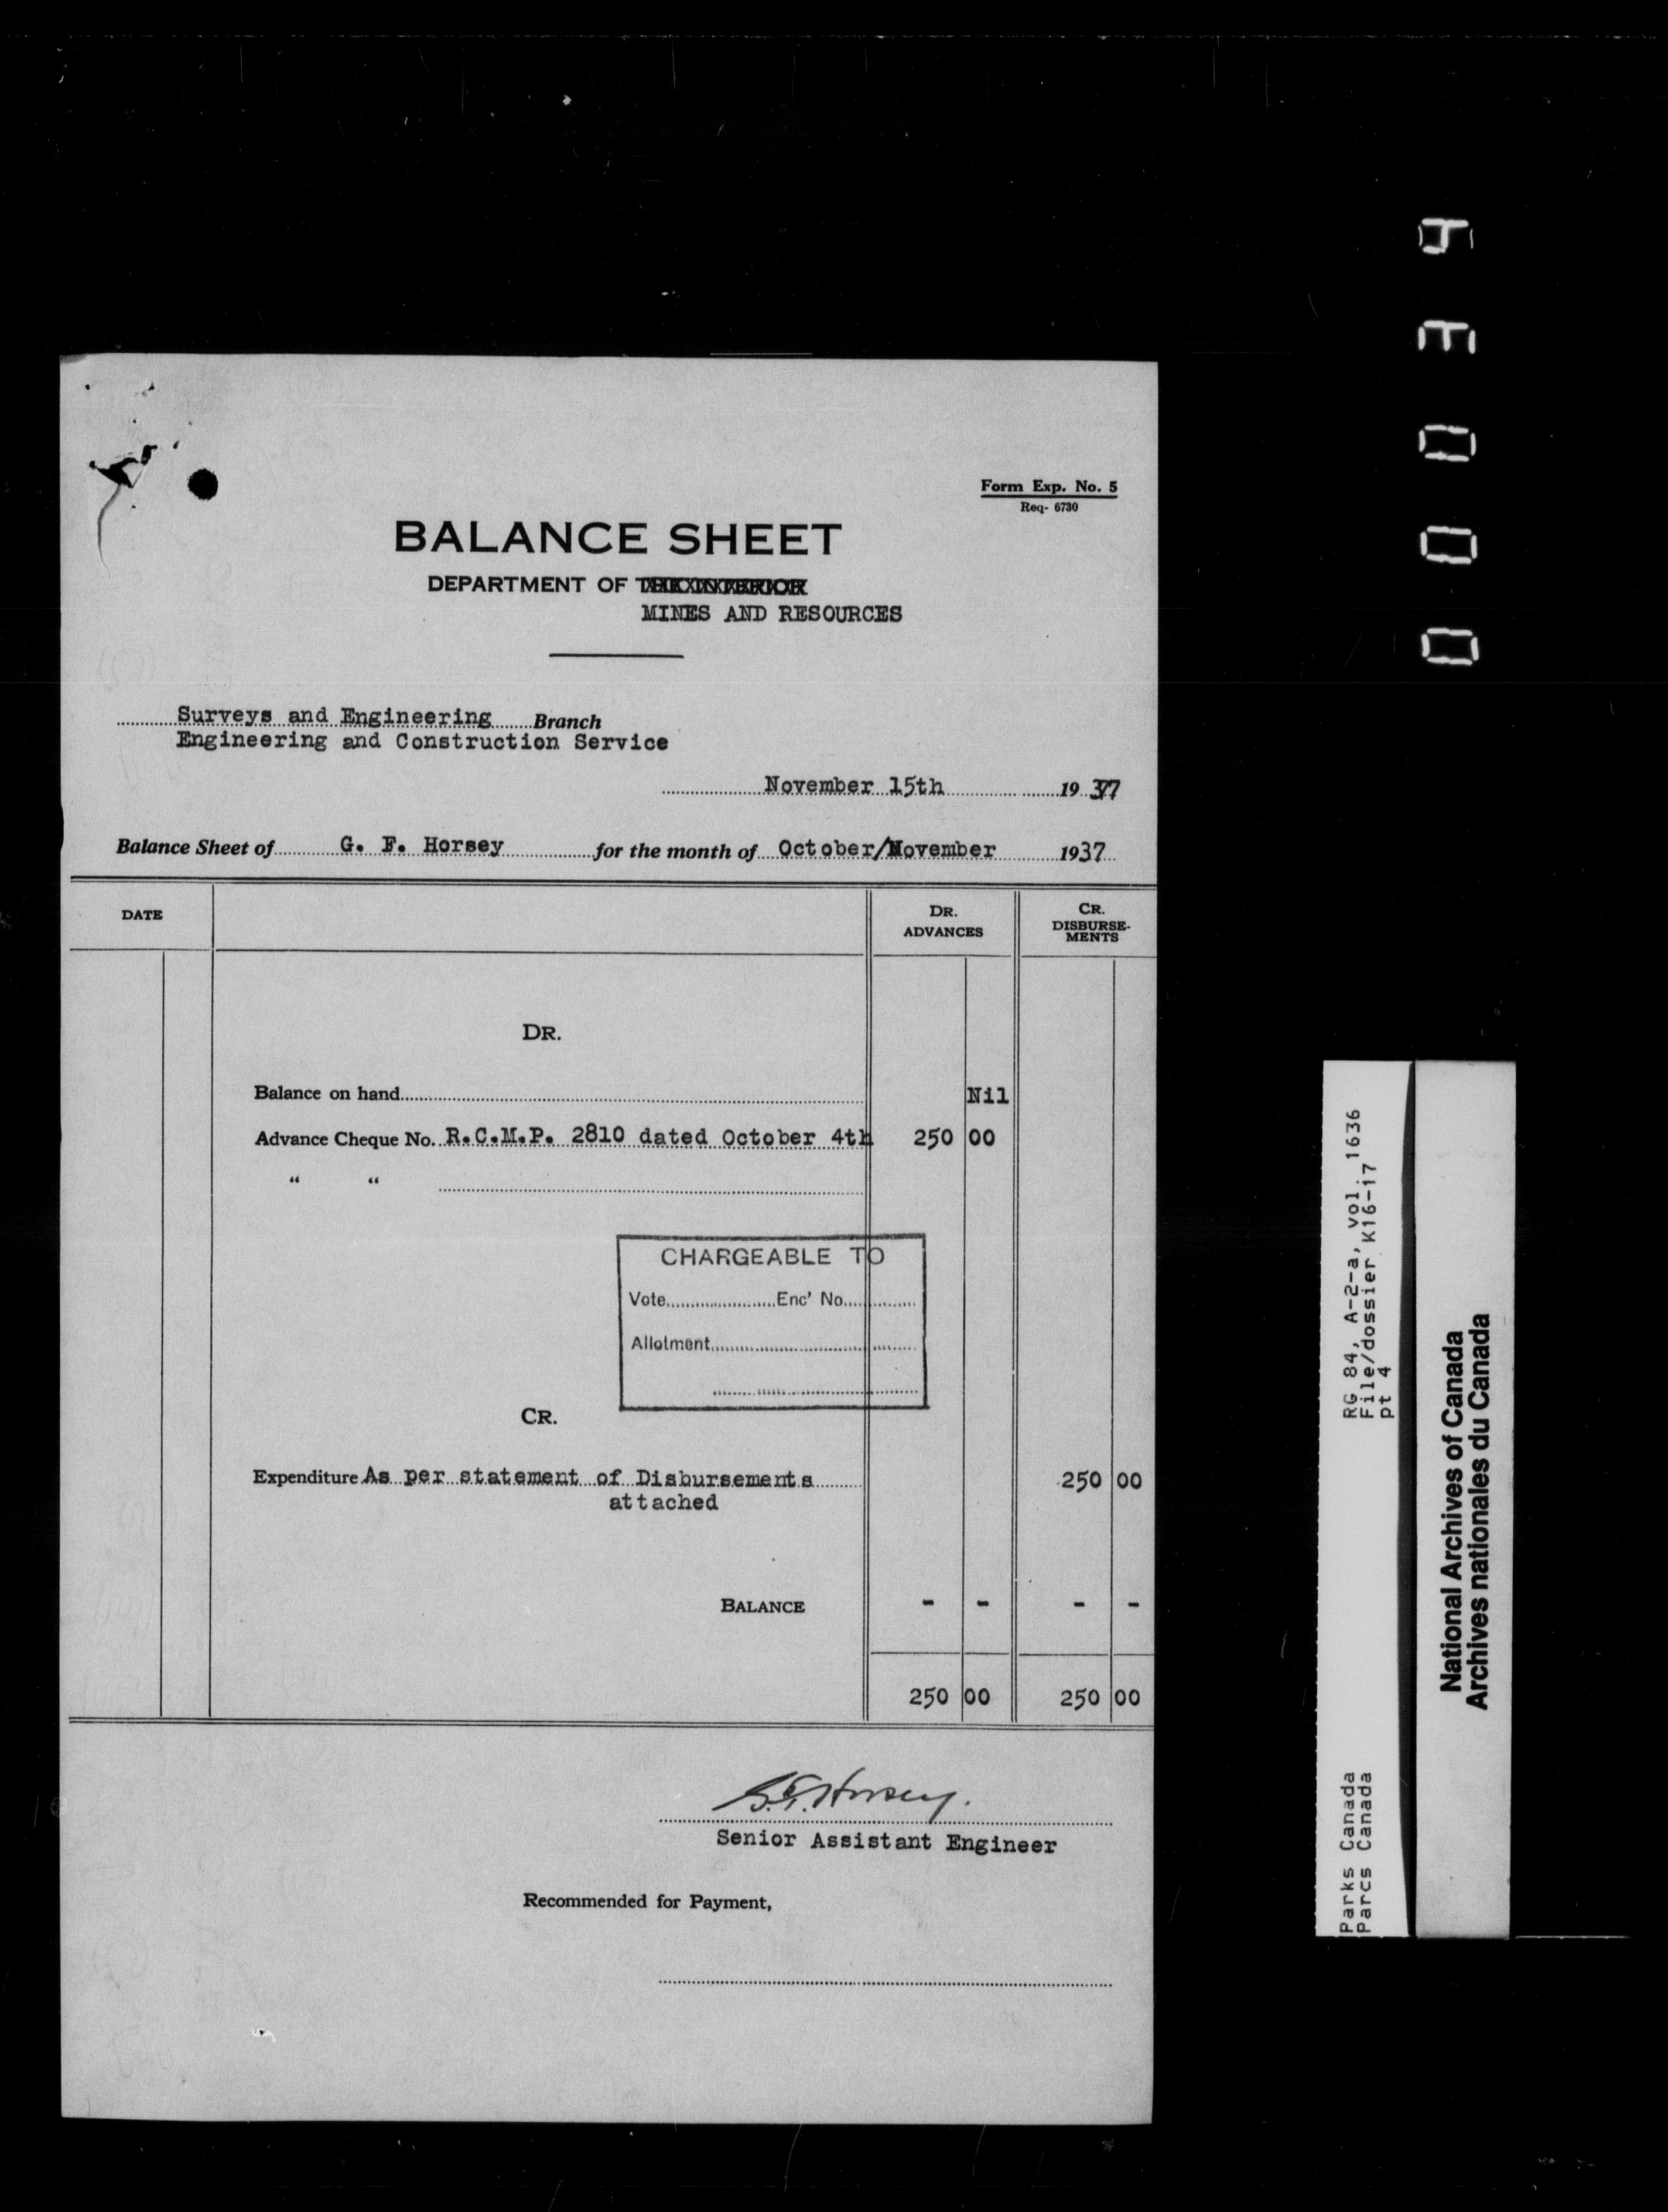 Form Exp. No. 5
Req- 6730
BALANCE SHEET
DEPARTMENT OF THE INTERIOR
MINES AND RESOURCES
Surveys and Engineering Branch
Engineering and Construction Service
November 15th 1937
Balance Sheet of G. F. Horsey for the month of October/November 1937
DATE DR. ADVANCES CR. DISBURSE-MENTS
DR.
Balance on hand Nil
Advance Cheque No. R.C.M.P. 2810 dated October 4th 250 00
" "
CHARGEABLE TO
Vote Enc' No.
Allotment
CR.
Expenditure As per statement of Disbursements 250 00
attached
BALANCE - - - -
250 00 250 00
G.F. Horsey.
Senior Assistant Engineer
Recommended for Payment,
RG 84, A-2-a, vol. 1636
File/dossier K16-17
pt 4
Parks Canada
Parcs Canada
National Archives of Canada
Archives nationales du Canada